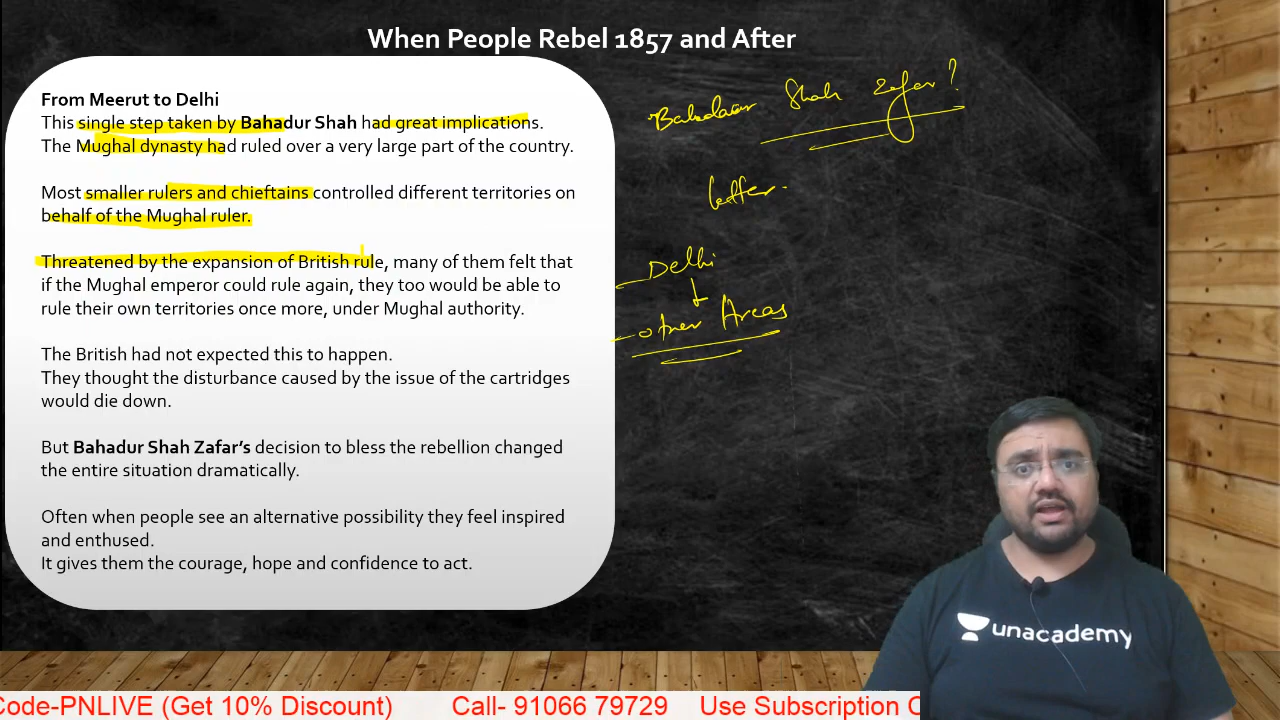 When People Rebel 1857 and After
From Meerut to Delhi
This single step taken by Bahadur Shah had great implications.
The Mughal dynasty had ruled over a very large part of the country.
Most smaller rulers and chieftains controlled different territories on
behalf of the Mughal ruler.
Threatened by the expansion of British rule, many of them felt that
if the Mughal emperor could rule again, they too would be able to
rule their own territories once more, under Mughal authority.
The British had not expected this to happen.
They thought the disturbance caused by the issue of the cartridges
would die down.
But Bahadur Shah Zafar's decision to bless the rebellion changed
the entire situation dramatically.
Often when people see an alternative possibility they feel inspired
and enthused.
It gives them the courage, hope and confidence to act.
Shah Zafar?
Delhi
other Areas
unacademy
Code-PNLIVE (Get 10% Discount) Call- 91066 79729 Use Subscription